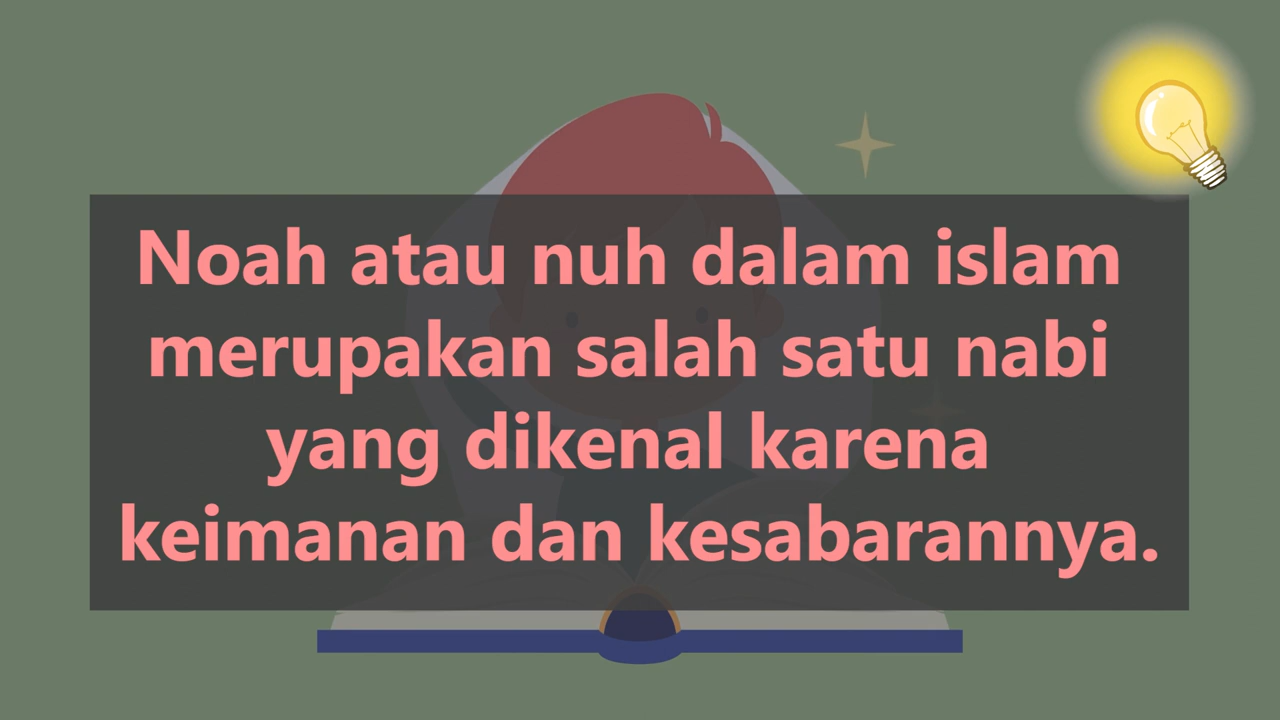 Noah atau nuh dalam islam
merupakan salah satu nabi
yang dikenal karena
keimanan dan kesabarannya.